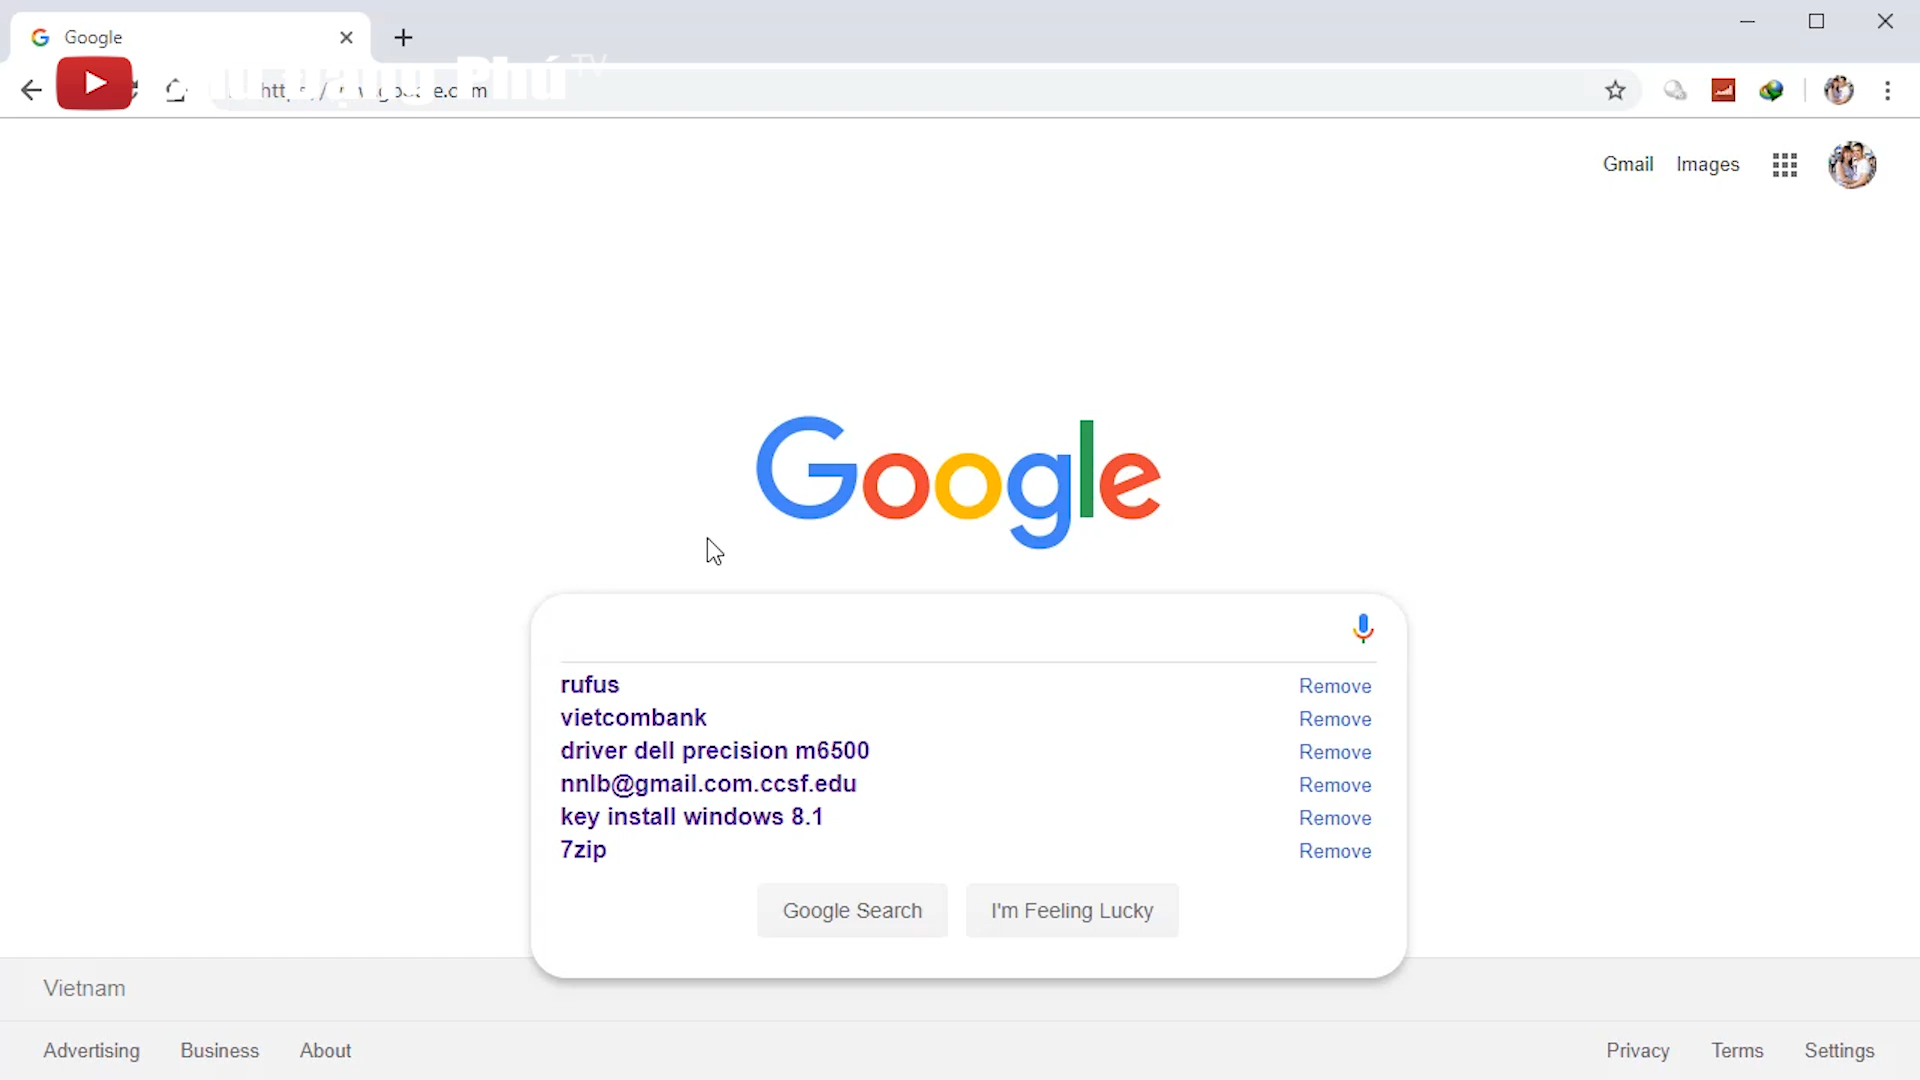 Google
Phú TV
Gmail Images
Google
rufus Remove
vietcombank Remove
driver dell precision m6500 Remove
nnlb@gmail.com.ccsf.edu Remove
key install windows 8.1 Remove
7zip Remove
Google Search I'm Feeling Lucky
Vietnam
Advertising Business About Privacy Terms Settings